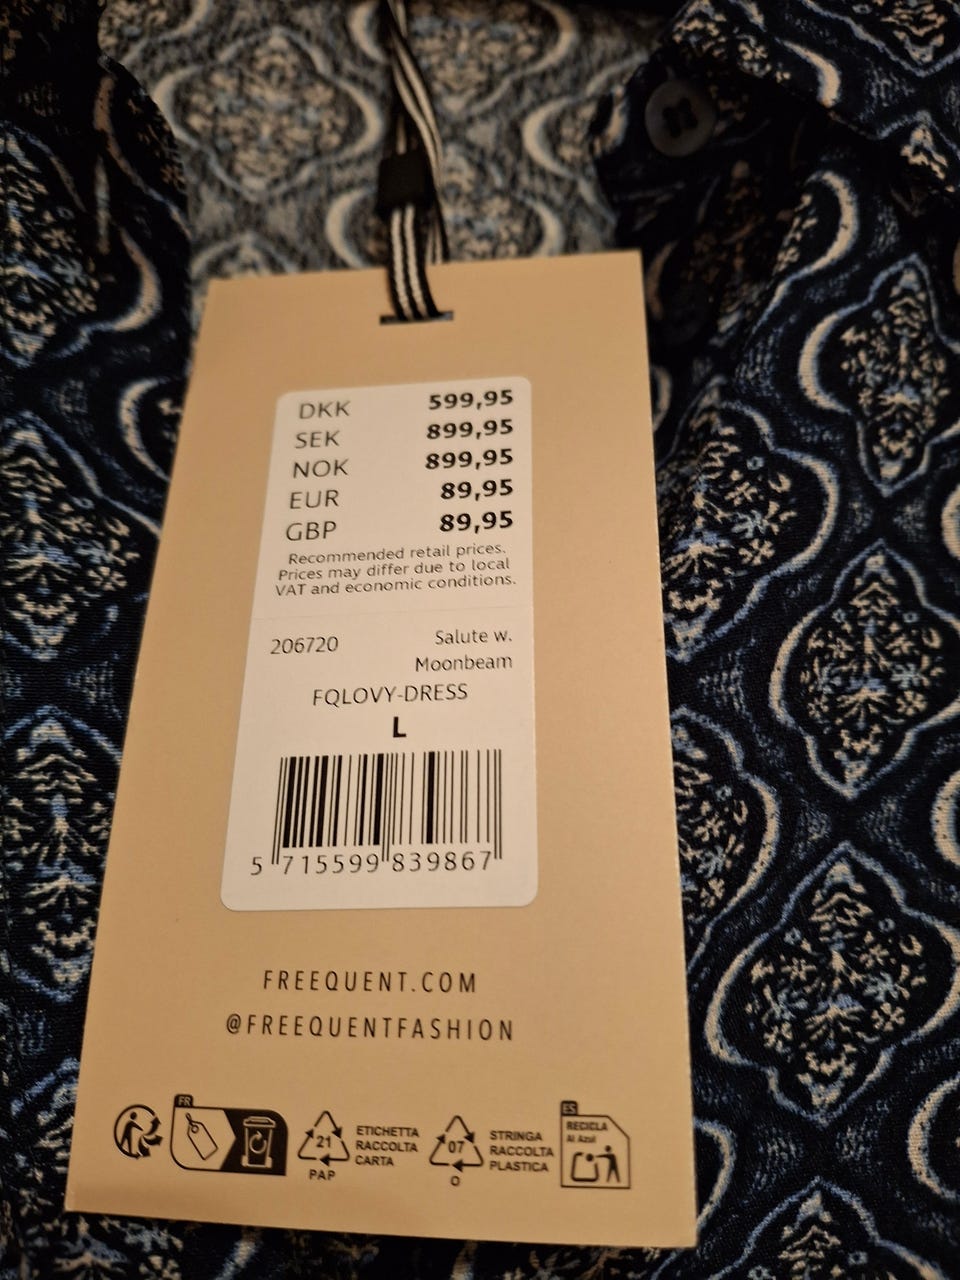 DKK 599,95
SEK 899,95
NOK 899,95
EUR 89,95
GBP 89,95
Recommended retail prices.
Prices may differ due to local
VAT and economic conditions.
206720 Salute w.
Moonbeam
FQLOVY-DRESS
L
5 715599 839867
FREEQUENT.COM
@FREEQUENTFASHION
FR
21
PAP
ETICHETTA
RACCOLTA
CARTA
07
O
STRINGA
RACCOLTA
PLASTICA
ES
RECICLA
Al Azul